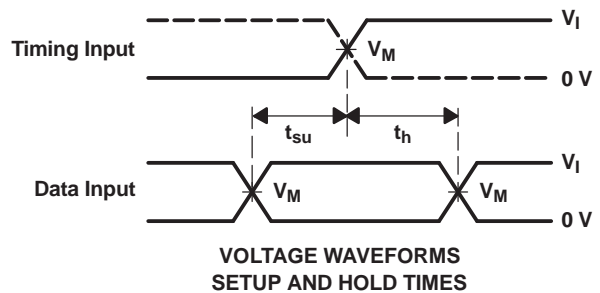 V_I
Timing Input
V_M
0 V
t_su
t_h
V_I
Data Input
V_M
V_M
0 V
VOLTAGE WAVEFORMS
SETUP AND HOLD TIMES